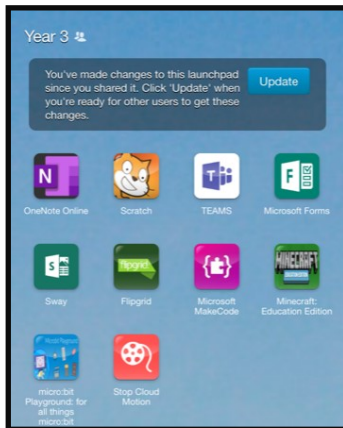 Year 3
You've made changes to this launchpad
since you shared it. Click 'Update' when
you're ready for other users to get these
changes.
Update
N
OneNote Online
Scratch
T
TEAMS
F
Microsoft Forms
S
Sway
flipgrid
Flipgrid
Microsoft
MakeCode
MINECRAFT
Minecraft:
Education Edition
micro:bit
Playground: for
all things
micro:bit
Stop Cloud
Motion